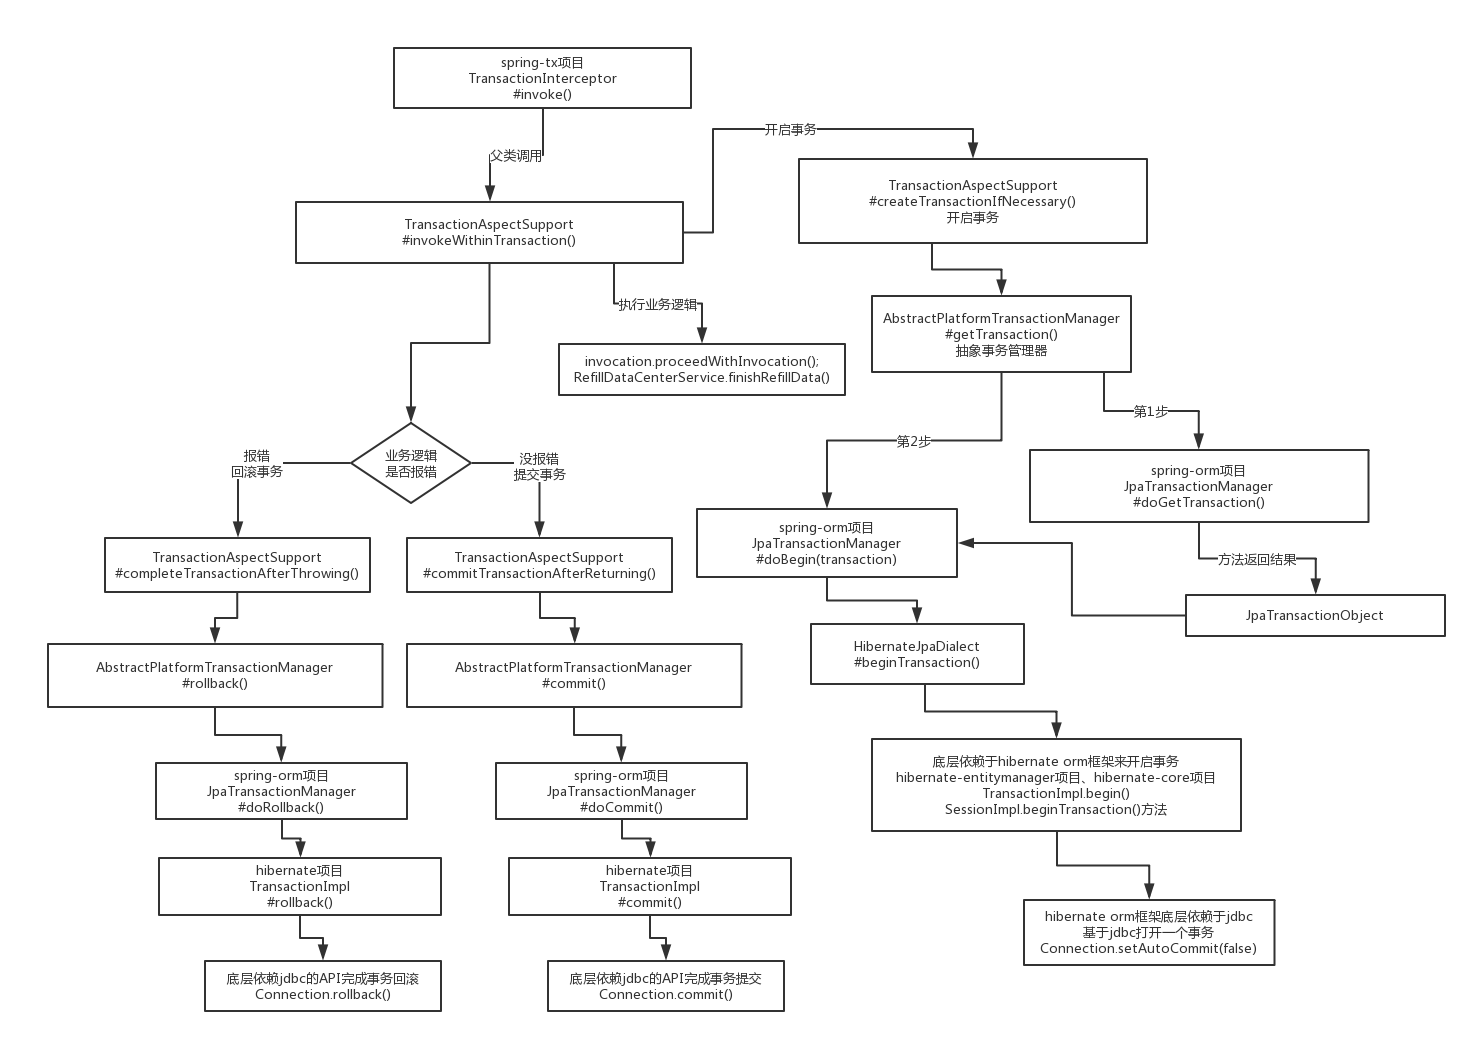 spring-tx项目
TransactionInterceptor
#invoke()
开启事务
父类调用
TransactionAspectSupport
#createTransactionIfNecessary()
开启事务
TransactionAspectSupport
#invokeWithinTransaction()
执行业务逻辑
AbstractPlatformTransactionManager
#getTransaction()
抽象事务管理器
invocation.proceedWithInvocation();
RefillDataCenterService.finishRefillData()
第1步
第2步
业务逻辑
是否报错
报错
回滚事务
没报错
提交事务
spring-orm项目
JpaTransactionManager
#doGetTransaction()
spring-orm项目
JpaTransactionManager
#doBegin(transaction)
方法返回结果
JpaTransactionObject
TransactionAspectSupport
#completeTransactionAfterThrowing()
TransactionAspectSupport
#commitTransactionAfterReturning()
HibernateJpaDialect
#beginTransaction()
AbstractPlatformTransactionManager
#rollback()
AbstractPlatformTransactionManager
#commit()
底层依赖于hibernate orm框架来开启事务
hibernate-entitymanager项目、hibernate-core项目
TransactionImpl.begin()
SessionImpl.beginTransaction()方法
spring-orm项目
JpaTransactionManager
#doRollback()
spring-orm项目
JpaTransactionManager
#doCommit()
hibernate项目
TransactionImpl
#rollback()
hibernate项目
TransactionImpl
#commit()
hibernate orm框架底层依赖于jdbc
基于jdbc打开一个事务
Connection.setAutoCommit(false)
底层依赖jdbc的API完成事务回滚
Connection.rollback()
底层依赖jdbc的API完成事务提交
Connection.commit()